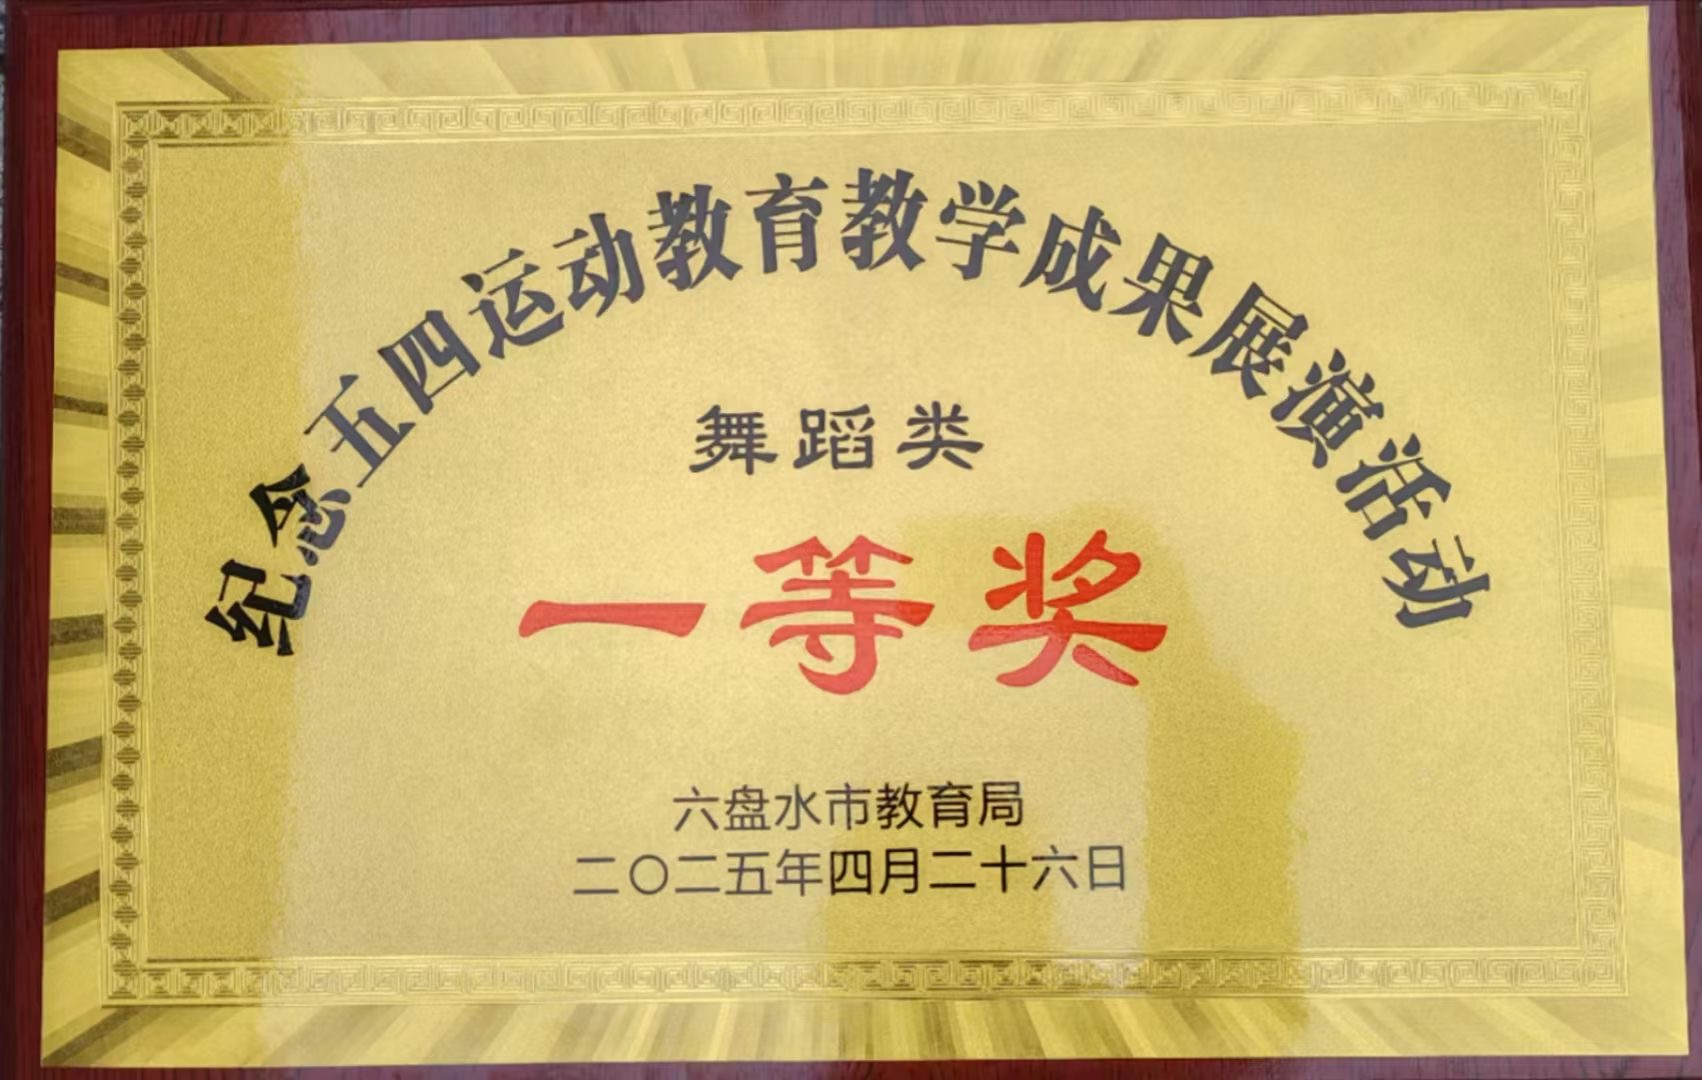 纪念五四运动教育教学成果展演活动
舞蹈类
一等奖
六盘水市教育局
二〇二五年四月二十六日